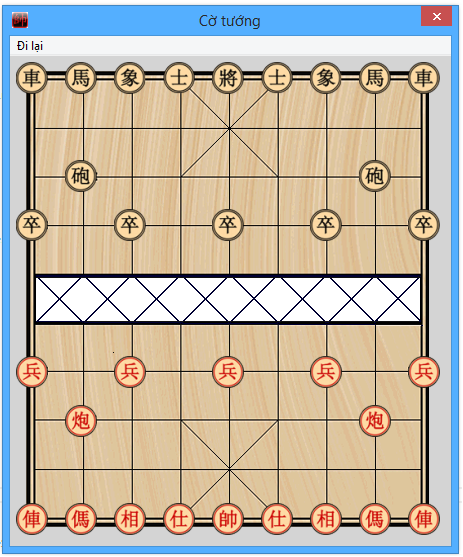 Cờ tướng
Đi lại
車 馬 象 士 將 士 象 馬 車
砲 砲
卒 卒 卒 卒 卒
兵 兵 兵 兵 兵
炮 炮
俥 傌 相 仕 帥 仕 相 傌 俥